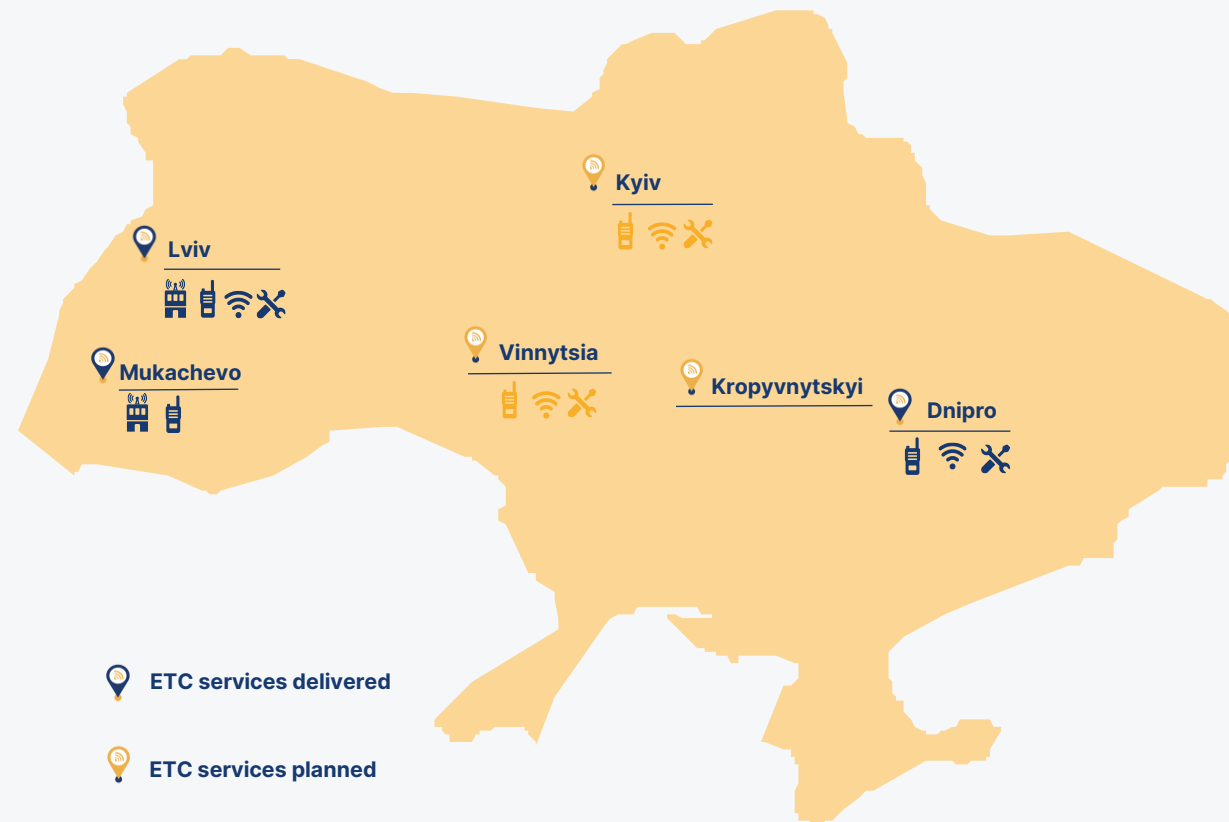 Kyiv
Lviv
Vinnytsia
Mukachevo
Kropyvnytskyi
Dnipro
ETC services delivered
ETC services planned